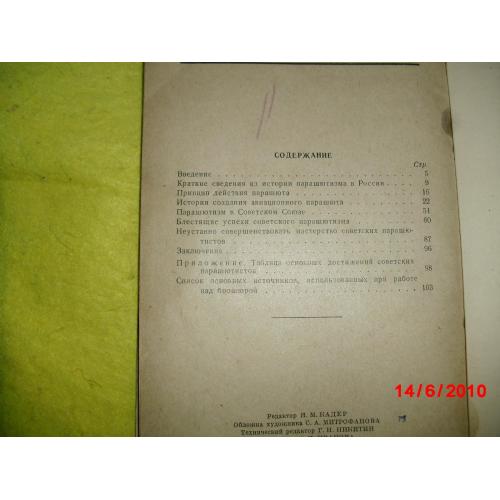 СОДЕРЖАНИЕ
Стр.
Введение 5
Краткие сведения из истории парашютизма в России 9
Принцип действия парашюта 16
История создания авиационного парашюта 22
Парашютизм в Советском Союзе 51
Блестящие успехи советского парашютизма 60
Неустанно совершенствовать мастерство советских парашю-
тистов 87
Заключение 96
Приложение. Таблица основных достижений советских
парашютистов 98
Список основных источников, использованных при работе
над брошюрой 103
14/6/2010
Редактор И. М. КАДЕР
Обложка художника С. А. МИТРОФАНОВА
Технический редактор Г. И. НИКИТИН